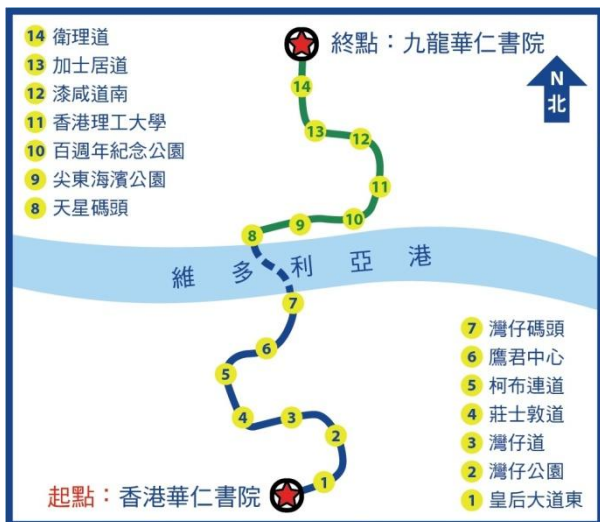 14 衛理道
13 加士居道
12 漆咸道南
11 香港理工大學
10 百週年紀念公園
9 尖東海濱公園
8 天星碼頭
終點：九龍華仁書院
N
北
14
13
12
11
10
9
8
維多利亞港
7
6
5
4
3
2
1
7 灣仔碼頭
6 鷹君中心
5 柯布連道
4 莊士敦道
3 灣仔道
2 灣仔公園
1 皇后大道東
起點：香港華仁書院